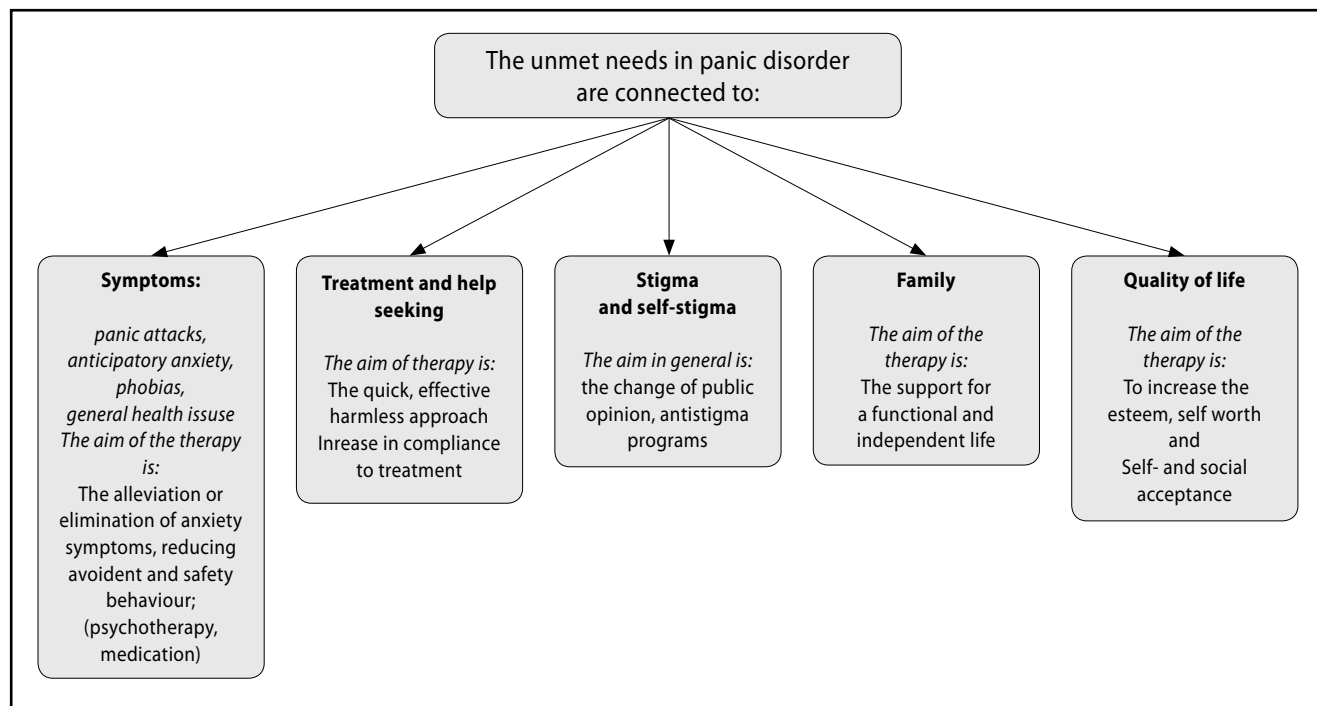 The unmet needs in panic disorder
are connected to:
Symptoms:
panic attacks,
anticipatory anxiety,
phobias,
general health issuse
The aim of the therapy
is:
The alleviation or
elimination of anxiety
symptoms, reducing
avoident and safety
behaviour;
(psychotherapy,
medication)
Treatment and help
seeking
The aim of therapy is:
The quick, effective
harmless approach
Inrease in compliance
to treatment
Stigma
and self-stigma
The aim in general is:
the change of public
opinion, antistigma
programs
Family
The aim of the
therapy is:
The support for
a functional and
independent life
Quality of life
The aim of the
therapy is:
To increase the
esteem, self worth
and
Self- and social
acceptance